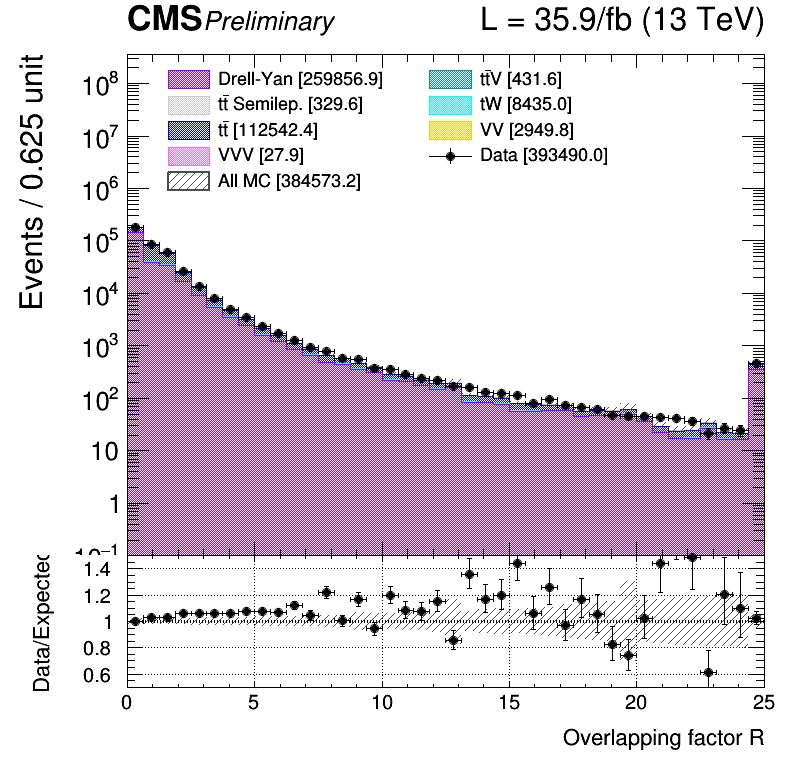 CMS Preliminary L = 35.9/fb (13 TeV)
Events / 0.625 unit
Drell-Yan [259856.9]
tt̄ Semilep. [329.6]
tt̄ [112542.4]
VVV [27.9]
All MC [384573.2]
tt̄V [431.6]
tW [8435.0]
VV [2949.8]
Data [393490.0]
10⁸
10⁷
10⁶
10⁵
10⁴
10³
10²
10
1
10⁻¹
Data/Expected
1.4
1.2
1
0.8
0.6
0 5 10 15 20 25
Overlapping factor R